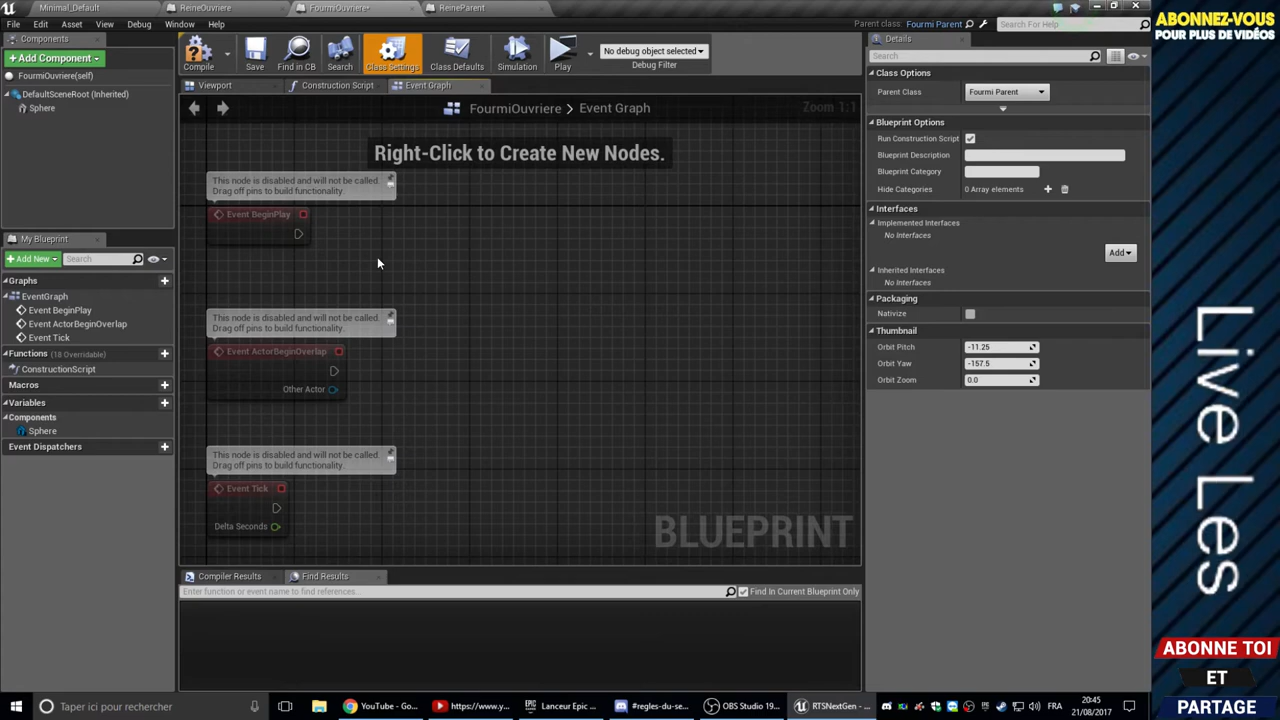 Minimal_Default
ReineOuvriere
FourmiOuvriere*
ReineParent
File Edit Asset View Debug Window Help
Parent class: Fourmi Parent
Search For Help
Components
Add Component
FourmiOuvriere(self)
DefaultSceneRoot (Inherited)
Sphere
My Blueprint
Add New
Search
Graphs
EventGraph
Event BeginPlay
Event ActorBeginOverlap
Event Tick
Functions (18 Overridable)
ConstructionScript
Macros
Variables
Components
Sphere
Event Dispatchers
Compile
Save
Find in CB
Search
Class Settings
Class Defaults
Simulation
Play
No debug object selected
Debug Filter
Viewport
Construction Script
Event Graph
FourmiOuvriere > Event Graph
Zoom 1:1
Right-Click to Create New Nodes.
This node is disabled and will not be called.
Drag off pins to build functionality.
Event BeginPlay
This node is disabled and will not be called.
Drag off pins to build functionality.
Event ActorBeginOverlap
Other Actor
This node is disabled and will not be called.
Drag off pins to build functionality.
Event Tick
Delta Seconds
BLUEPRINT
Compiler Results
Find Results
Enter function or event name to find references...
Find In Current Blueprint Only
Details
Search
Class Options
Parent Class Fourmi Parent
Blueprint Options
Run Construction Script
Blueprint Description
Blueprint Category
Hide Categories 0 Array elements
Interfaces
Implemented Interfaces
No Interfaces
Add
Inherited Interfaces
No Interfaces
Packaging
Nativize
Thumbnail
Orbit Pitch -11.25
Orbit Yaw -157.5
Orbit Zoom 0.0
ABONNEZ-VOUS
POUR PLUS DE VIDÉOS
Live Les
ABONNE TOI
ET
PARTAGE
Taper ici pour rechercher
YouTube - Go...
https://www.y...
Lanceur Epic ...
#regles-du-se...
OBS Studio 19...
RTSNextGen - ...
FR
20:45
21/08/2017